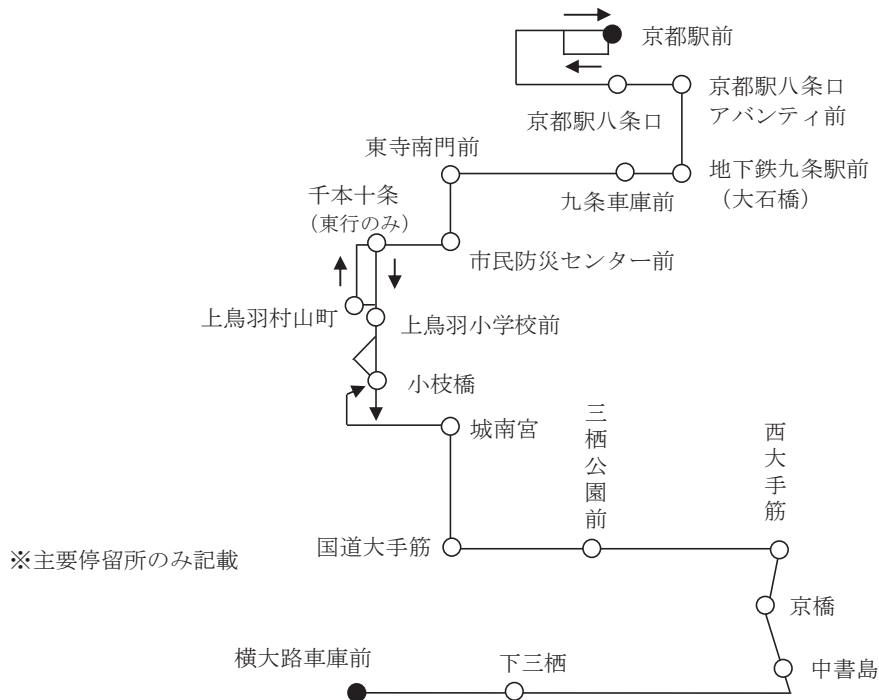 京都駅前
京都駅八条口
アバンティ前
京都駅八条口
東寺南門前
地下鉄九条駅前
（大石橋）
九条車庫前
千本十条
（東行のみ）
市民防災センター前
上鳥羽村山町
上鳥羽小学校前
小枝橋
城南宮
三栖公園前
西大手筋
国道大手筋
※主要停留所のみ記載
京橋
中書島
横大路車庫前
下三栖